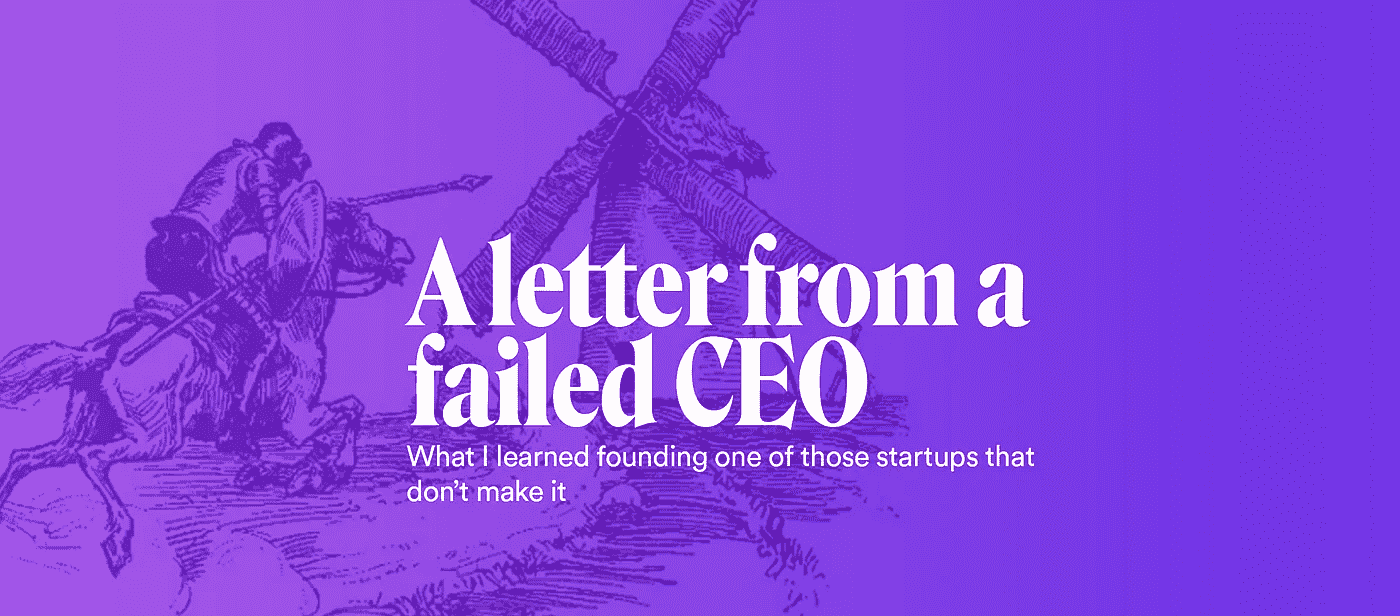 A letter from a
failed CEO
What I learned founding one of those startups that
don’t make it